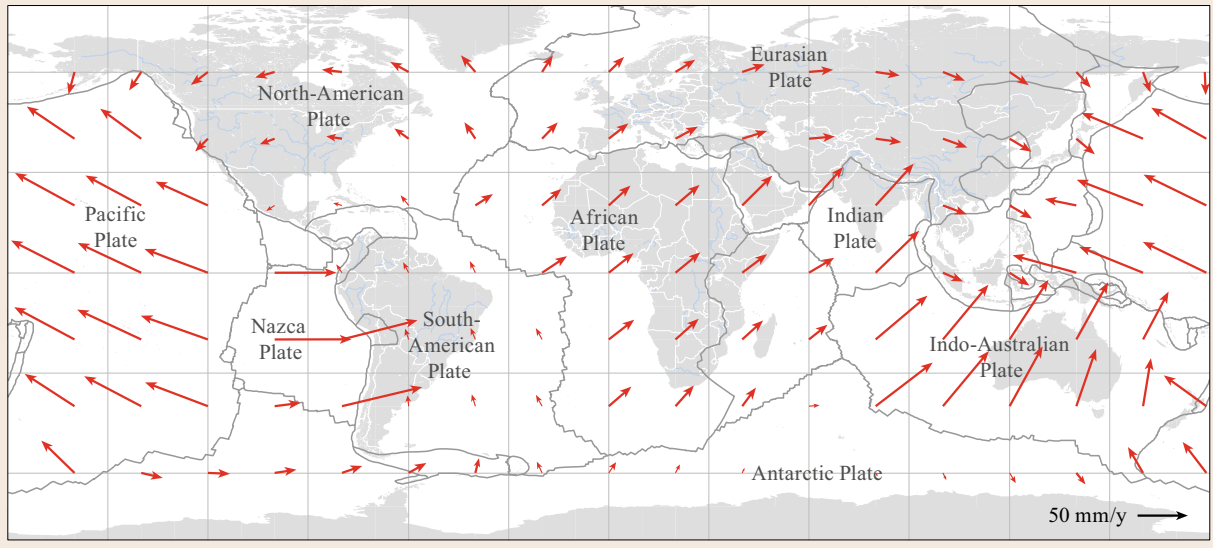 Eurasian
Plate
North-American
Plate
Pacific
Plate
African
Plate
Indian
Plate
Nazca
Plate
South-
American
Plate
Indo-Australian
Plate
Antarctic Plate
50 mm/y